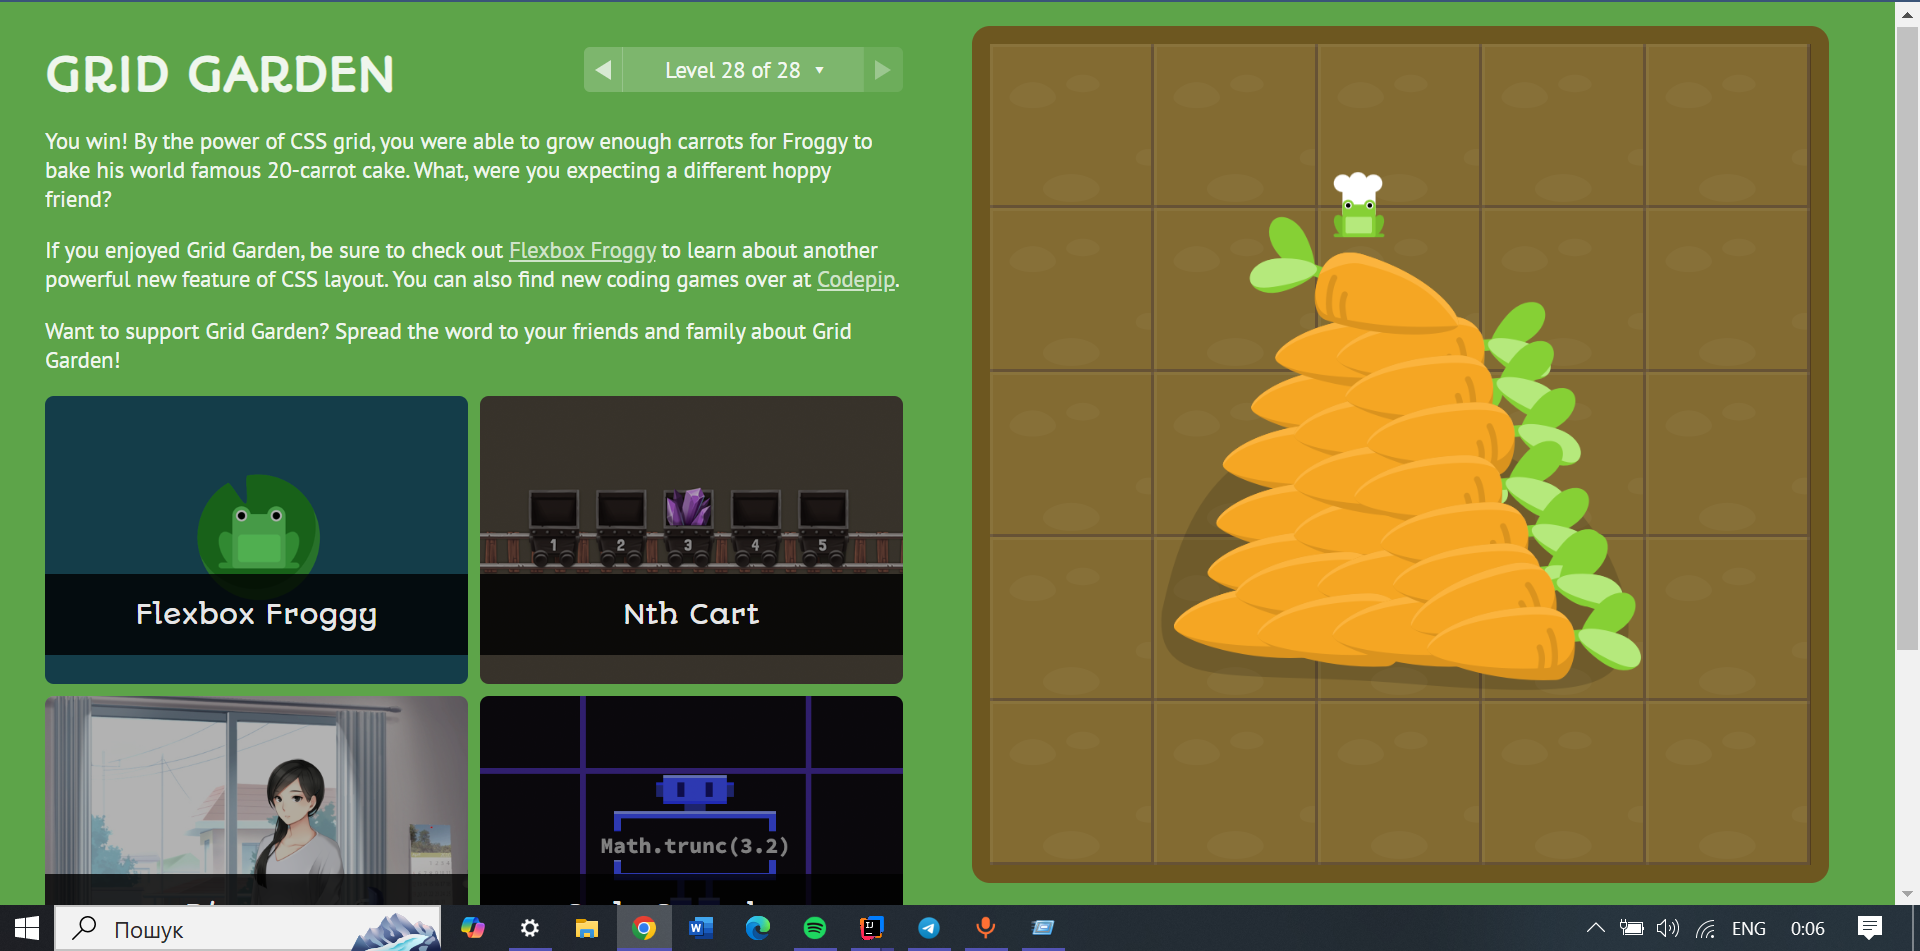 GRID GARDEN
Level 28 of 28
You win! By the power of CSS grid, you were able to grow enough carrots for Froggy to
bake his world famous 20-carrot cake. What, were you expecting a different hoppy
friend?
If you enjoyed Grid Garden, be sure to check out Flexbox Froggy to learn about another
powerful new feature of CSS layout. You can also find new coding games over at Codepip.
Want to support Grid Garden? Spread the word to your friends and family about Grid
Garden!
Flexbox Froggy
1 2 3 4 5
Nth Cart
Math.trunc(3.2)
Пошук
W
IJ
ENG
0:06